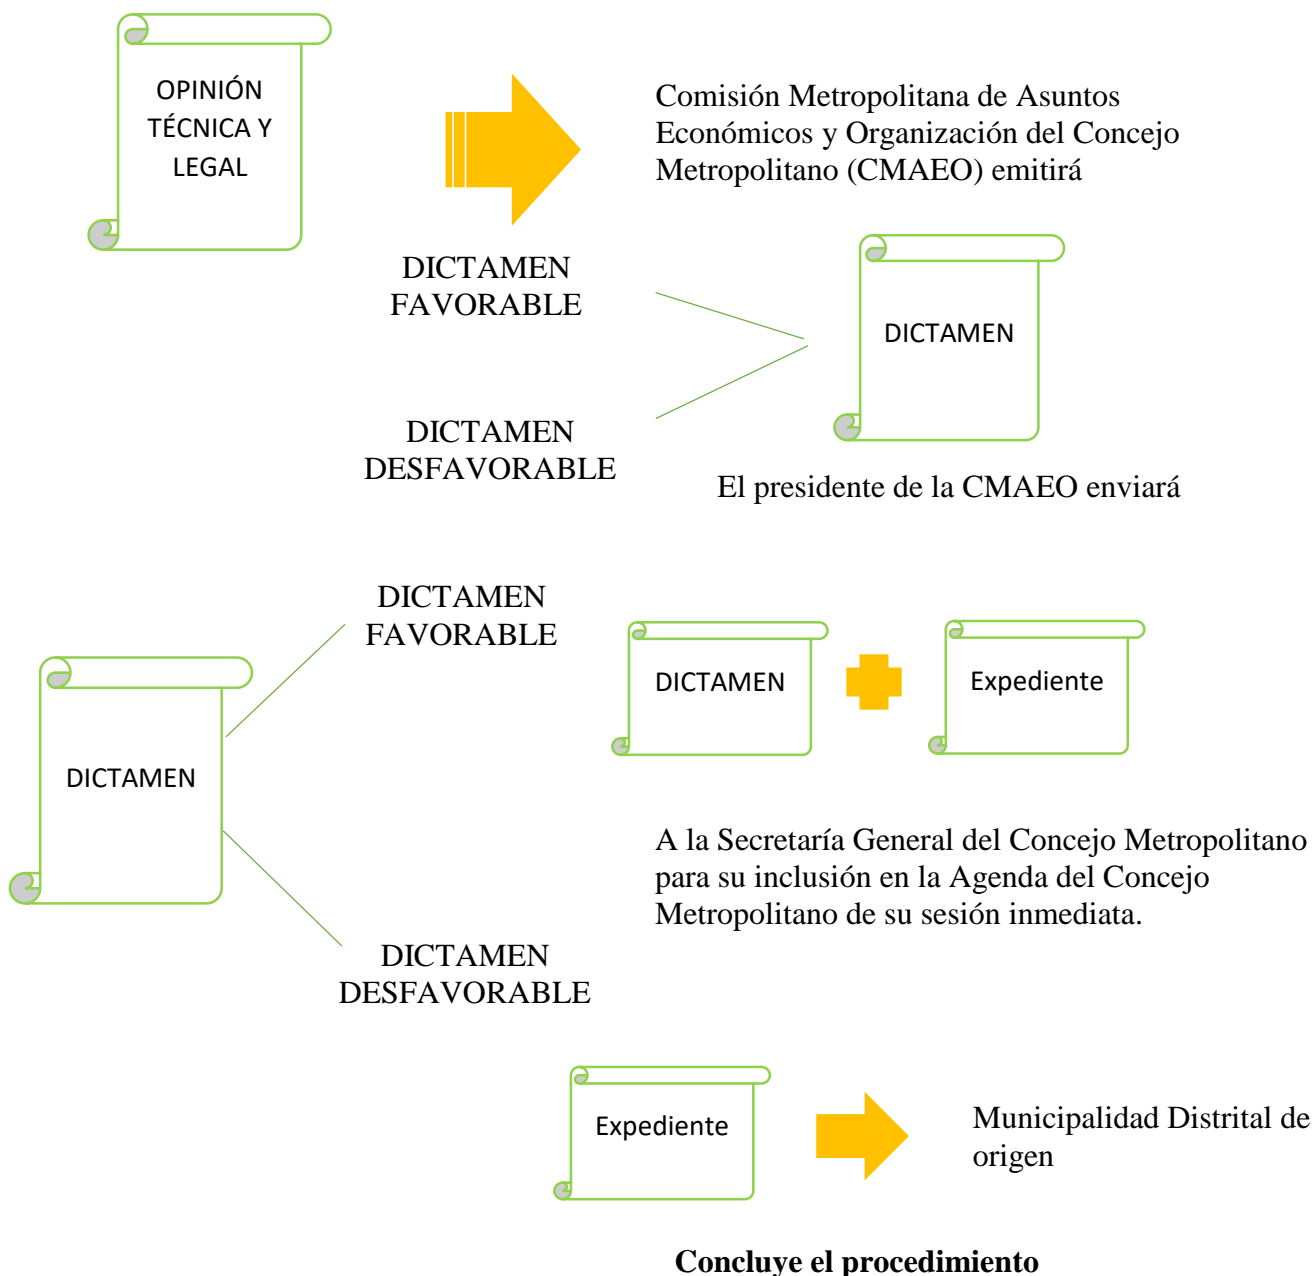 OPINIÓN
TÉCNICA Y
LEGAL
Comisión Metropolitana de Asuntos
Económicos y Organización del Concejo
Metropolitano (CMAEO) emitirá
DICTAMEN
FAVORABLE
DICTAMEN
DICTAMEN
DESFAVORABLE
El presidente de la CMAEO enviará
DICTAMEN
FAVORABLE
DICTAMEN
Expediente
DICTAMEN
A la Secretaría General del Concejo Metropolitano
para su inclusión en la Agenda del Concejo
Metropolitano de su sesión inmediata.
DICTAMEN
DESFAVORABLE
Expediente
Municipalidad Distrital de
origen
Concluye el procedimiento